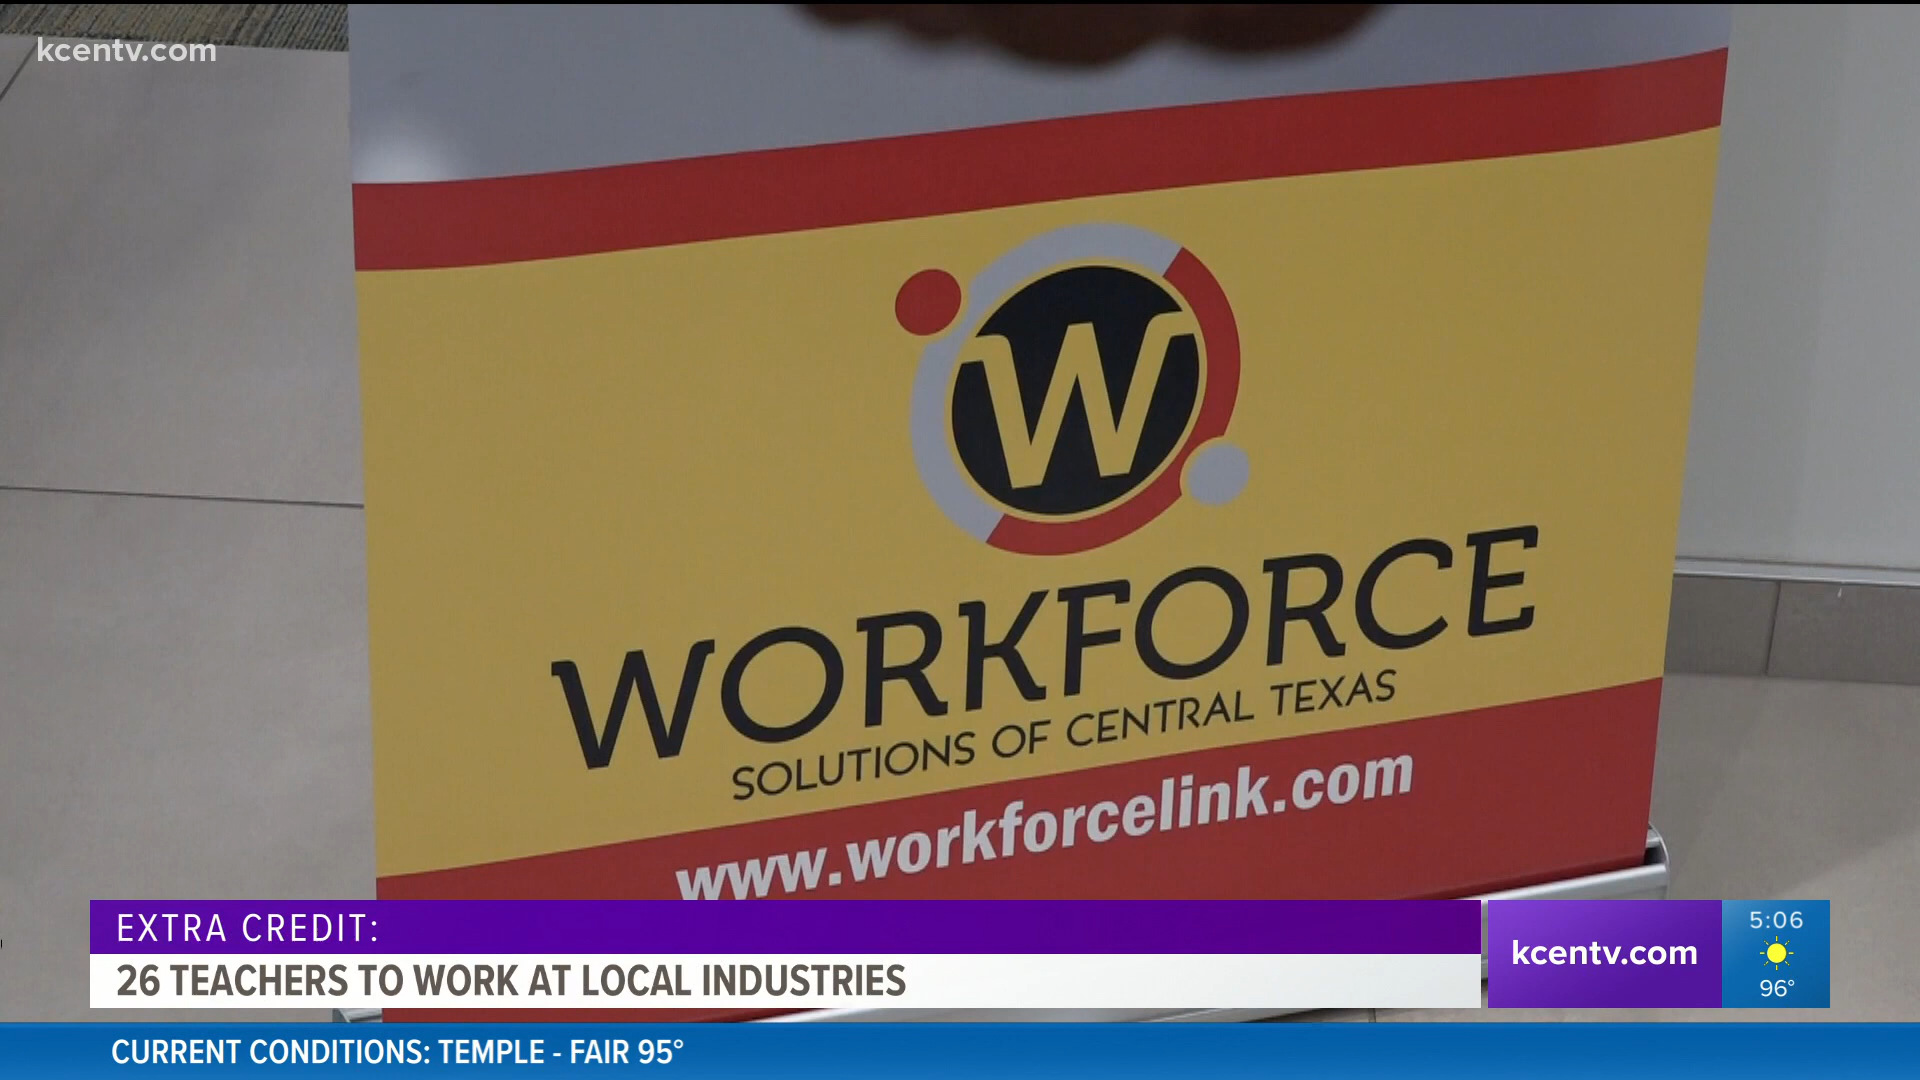 kcentv.com
W
WORKFORCE
SOLUTIONS OF CENTRAL TEXAS
www.workforcelink.com
EXTRA CREDIT:
26 TEACHERS TO WORK AT LOCAL INDUSTRIES
kcentv.com
5:06
96°
CURRENT CONDITIONS: TEMPLE - FAIR 95°